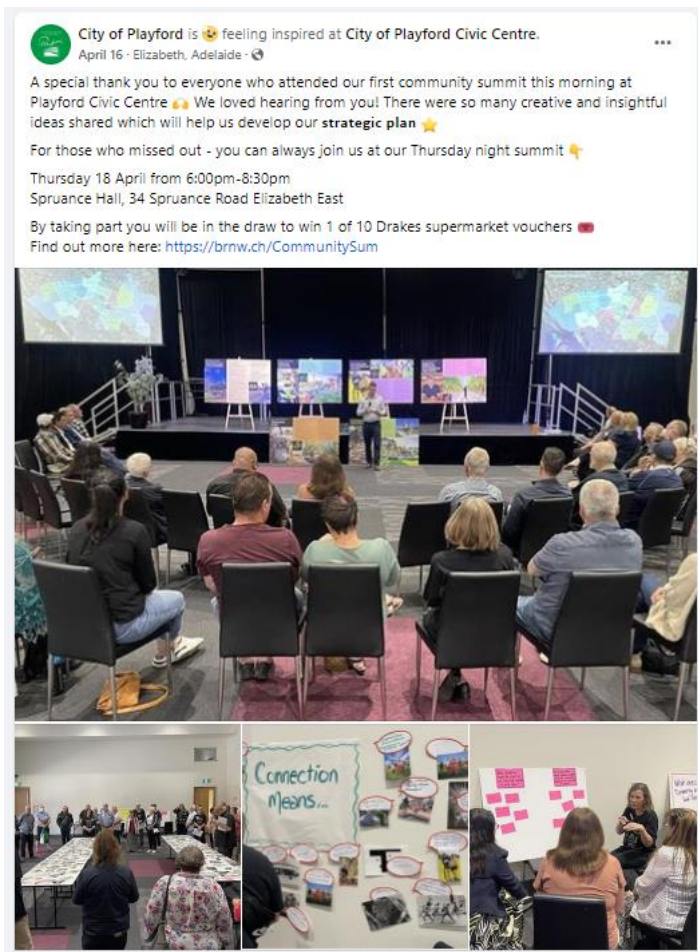 City of Playford is feeling inspired at City of Playford Civic Centre.
April 16 · Elizabeth, Adelaide ·
A special thank you to everyone who attended our first community summit this morning at
Playford Civic Centre 🙌 We loved hearing from you! There were so many creative and insightful
ideas shared which will help us develop our strategic plan ⭐
For those who missed out - you can always join us at our Thursday night summit 👇
Thursday 18 April from 6:00pm-8:30pm
Spruance Hall, 34 Spruance Road Elizabeth East
By taking part you will be in the draw to win 1 of 10 Drakes supermarket vouchers 🎟️
Find out more here: https://brnw.ch/CommunitySum
Connection
Means...